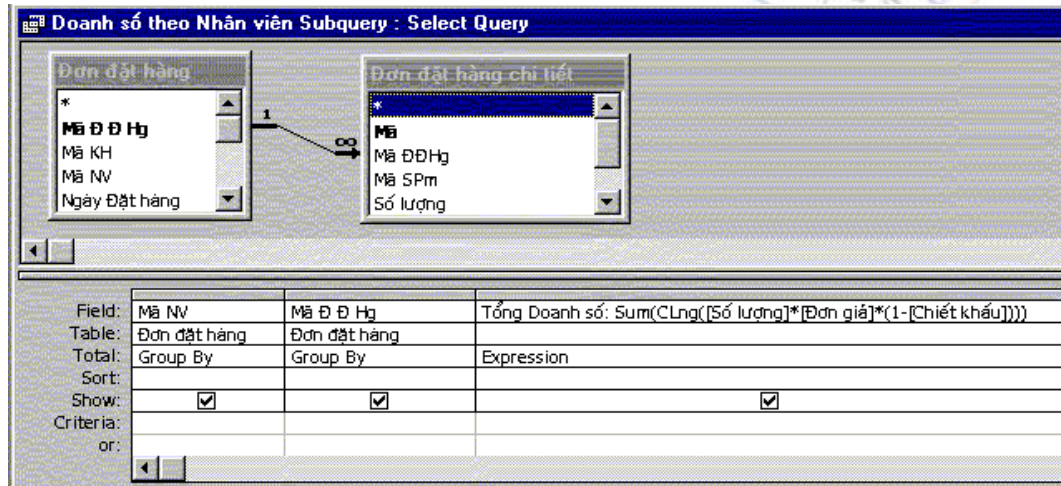 Doanh số theo Nhân viên Subquery : Select Query
Đơn đặt hàng
*
Mã Đ Đ Hg
Mã KH
Mã NV
Ngày Đặt hàng
1
∞
Đơn đặt hàng chi tiết
*
Mã
Mã ĐĐHg
Mã SPm
Số lượng
Field: Mã NV Mã Đ Đ Hg Tổng Doanh số: Sum(CLng([Số lượng]*[Đơn giá]*(1-[Chiết khấu])))
Table: Đơn đặt hàng Đơn đặt hàng
Total: Group By Group By Expression
Sort:
Show:
Criteria:
or: